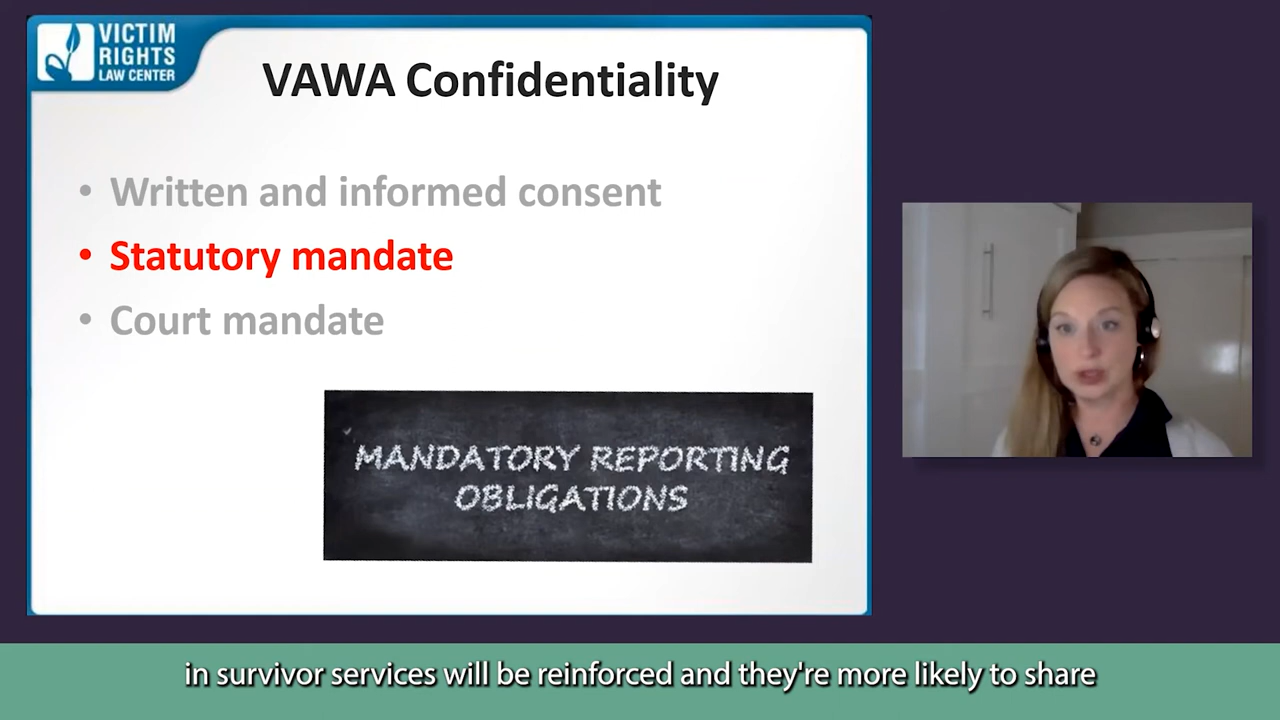 VICTIM
RIGHTS
LAW CENTER
VAWA Confidentiality
• Written and informed consent
• Statutory mandate
• Court mandate
MANDATORY REPORTING
OBLIGATIONS
in survivor services will be reinforced and they're more likely to share